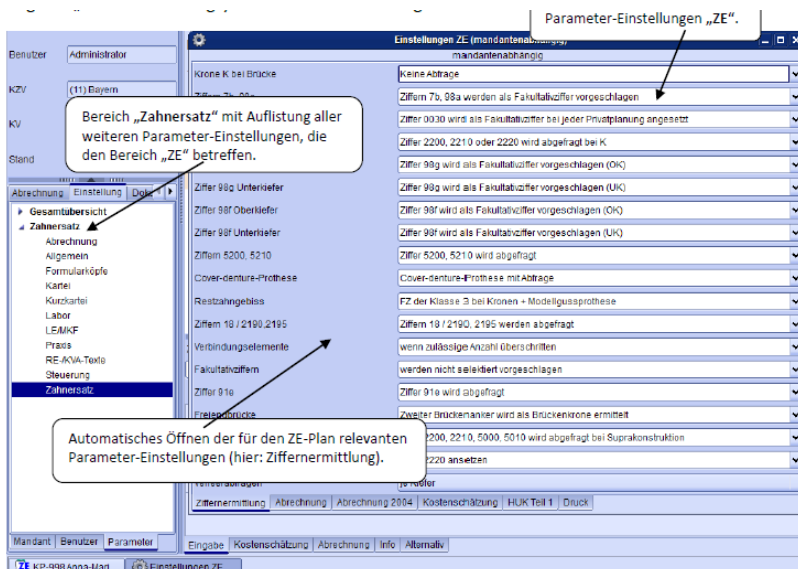 Parameter-Einstellungen „ZE“.
Einstellungen ZE (mandantenabhängig)
mandantenabhängig
Benutzer Administrator
KZV (11) Bayern
KV
Stand
Bereich „Zahnersatz“ mit Auflistung aller
weiteren Parameter-Einstellungen, die
den Bereich „ZE“ betreffen.
Abrechnung Einstellung
Gesamtübersicht
Zahnersatz
Abrechnung
Allgemein
Formularköpfe
Kartei
Kurzkartei
Labor
LE/MKF
Praxis
RE-/KVA-Texte
Steuerung
Zahnersatz
Mandant Benutzer Parameter
Krone K bei Brücke Keine Abfrage
Ziffern 7b, 98a Ziffern 7b, 98a werden als Fakultativziffer vorgeschlagen
Ziffer 0030 wird als Fakultativziffer bei jeder Privatplanung angesetzt
Ziffer 2200, 2210 oder 2220 wird abgefragt bei K
Ziffer 98g wird als Fakultativziffer vorgeschlagen (OK)
Ziffer 98g Unterkiefer Ziffer 98g wird als Fakultativziffer vorgeschlagen (UK)
Ziffer 98f Oberkiefer Ziffer 98f wird als Fakultativziffer vorgeschlagen (OK)
Ziffer 98f Unterkiefer Ziffer 98f wird als Fakultativziffer vorgeschlagen (UK)
Ziffern 5200, 5210 Ziffer 5200, 5210 wird abgefragt
Cover-denture-Prothese Cover-denture-Prothese mit Abfrage
Restzahngebiss FZ der Klasse 3 bei Kronen + Modellgussprothese
Ziffern 18 / 2190,2195 Ziffern 18 / 2190, 2195 werden abgefragt
Verbindungselemente wenn zulässige Anzahl überschritten
Fakultativziffern werden nicht selektiert vorgeschlagen
Ziffer 91e Ziffer 91e wird abgefragt
Freiendbrücke Zweiter Brückenanker wird als Brückenkrone ermittelt
2200, 2210, 5000, 5010 wird abgefragt bei Suprakonstruktion
2220 ansetzen
je Kiefer
Automatisches Öffnen der für den ZE-Plan relevanten
Parameter-Einstellungen (hier: Ziffernermittlung).
Ziffernermittlung Abrechnung Abrechnung 2004 Kostenschätzung HUK Teil 1 Druck
Eingabe Kostenschätzung Abrechnung Info Alternativ
ZE KP-998 Einstellungen ZE